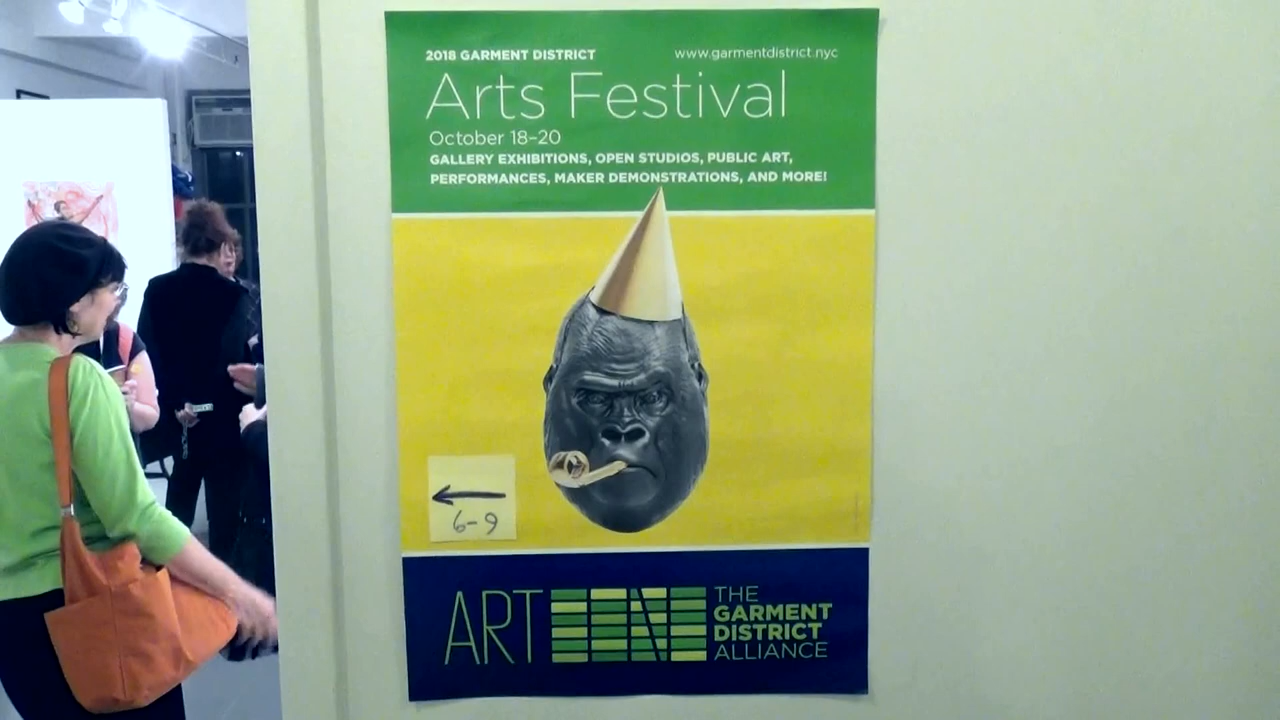 2018 GARMENT DISTRICT
www.garmentdistrict.nyc
Arts Festival
October 18–20
GALLERY EXHIBITIONS, OPEN STUDIOS, PUBLIC ART,
PERFORMANCES, MAKER DEMONSTRATIONS, AND MORE!
6-9
ART
THE
GARMENT
DISTRICT
ALLIANCE